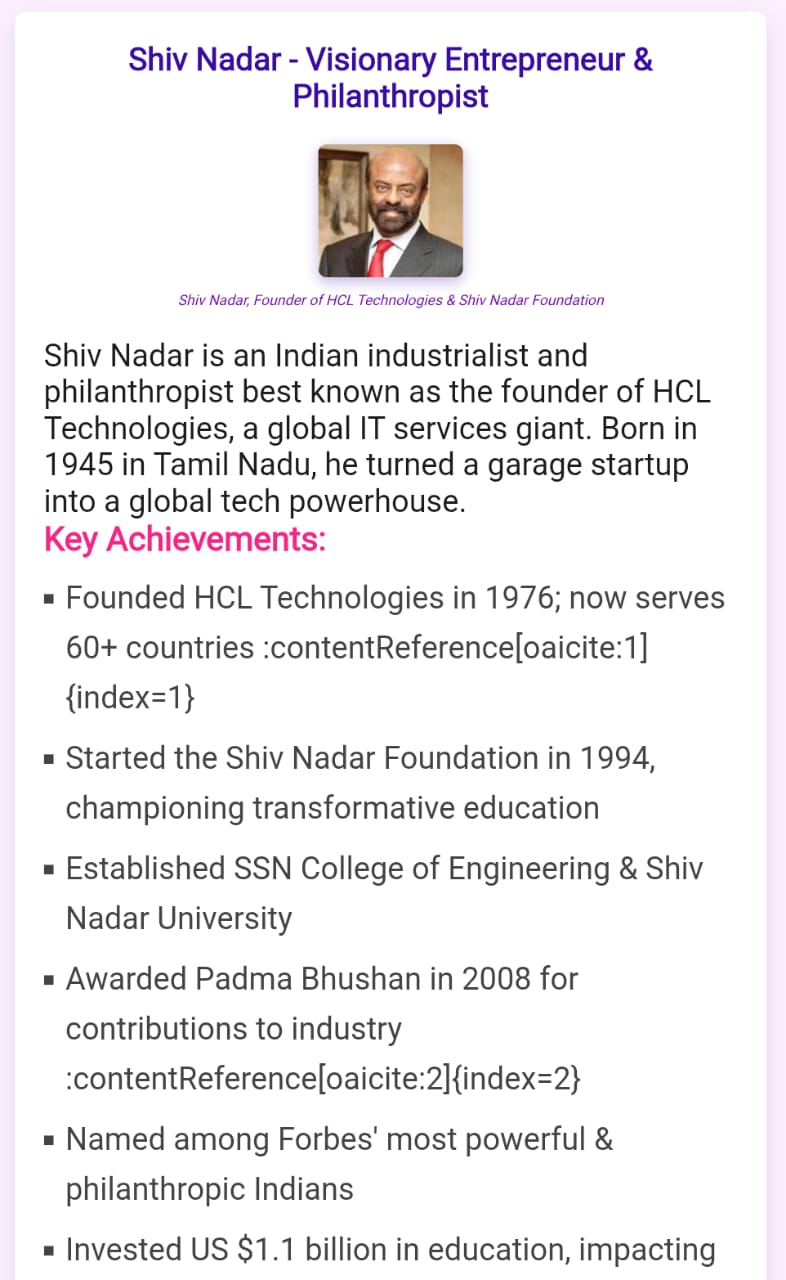 Shiv Nadar - Visionary Entrepreneur &
Philanthropist
Shiv Nadar, Founder of HCL Technologies & Shiv Nadar Foundation
Shiv Nadar is an Indian industrialist and
philanthropist best known as the founder of HCL
Technologies, a global IT services giant. Born in
1945 in Tamil Nadu, he turned a garage startup
into a global tech powerhouse.
Key Achievements:
▪ Founded HCL Technologies in 1976; now serves
60+ countries :contentReference[oaicite:1]
{index=1}
▪ Started the Shiv Nadar Foundation in 1994,
championing transformative education
▪ Established SSN College of Engineering & Shiv
Nadar University
▪ Awarded Padma Bhushan in 2008 for
contributions to industry
:contentReference[oaicite:2]{index=2}
▪ Named among Forbes' most powerful &
philanthropic Indians
▪ Invested US $1.1 billion in education, impacting